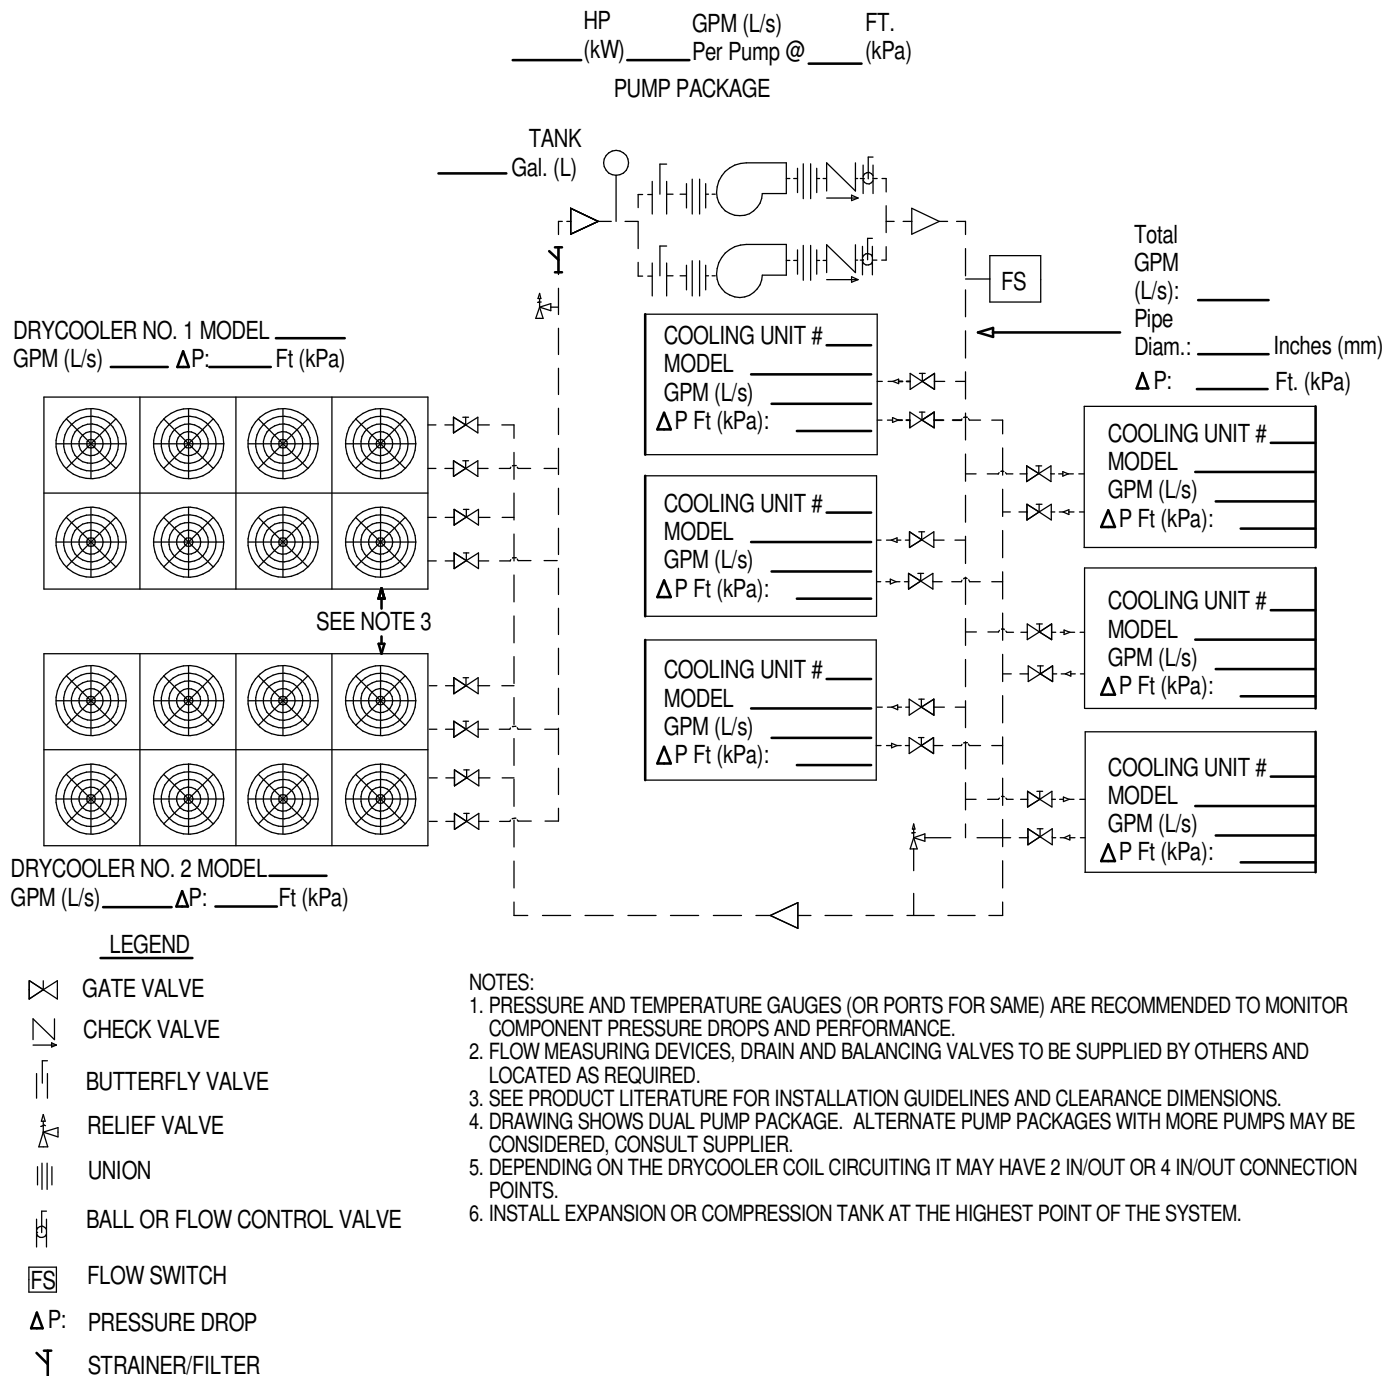 HP GPM (L/s) FT.
(kW) Per Pump @ (kPa)
PUMP PACKAGE
TANK
Gal. (L)
FS
Total
GPM
(L/s):
Pipe
Diam.: Inches (mm)
Δ P: Ft. (kPa)
DRYCOOLER NO. 1 MODEL
GPM (L/s) ΔP: Ft (kPa)
SEE NOTE 3
DRYCOOLER NO. 2 MODEL
GPM (L/s) ΔP: Ft (kPa)
COOLING UNIT #
MODEL
GPM (L/s)
Δ P Ft (kPa):
COOLING UNIT #
MODEL
GPM (L/s)
Δ P Ft (kPa):
COOLING UNIT #
MODEL
GPM (L/s)
Δ P Ft (kPa):
COOLING UNIT #
MODEL
GPM (L/s)
Δ P Ft (kPa):
COOLING UNIT #
MODEL
GPM (L/s)
Δ P Ft (kPa):
COOLING UNIT #
MODEL
GPM (L/s)
Δ P Ft (kPa):
LEGEND
GATE VALVE
CHECK VALVE
BUTTERFLY VALVE
RELIEF VALVE
UNION
BALL OR FLOW CONTROL VALVE
FS FLOW SWITCH
Δ P: PRESSURE DROP
STRAINER/FILTER
NOTES:
1. PRESSURE AND TEMPERATURE GAUGES (OR PORTS FOR SAME) ARE RECOMMENDED TO MONITOR
COMPONENT PRESSURE DROPS AND PERFORMANCE.
2. FLOW MEASURING DEVICES, DRAIN AND BALANCING VALVES TO BE SUPPLIED BY OTHERS AND
LOCATED AS REQUIRED.
3. SEE PRODUCT LITERATURE FOR INSTALLATION GUIDELINES AND CLEARANCE DIMENSIONS.
4. DRAWING SHOWS DUAL PUMP PACKAGE. ALTERNATE PUMP PACKAGES WITH MORE PUMPS MAY BE
CONSIDERED, CONSULT SUPPLIER.
5. DEPENDING ON THE DRYCOOLER COIL CIRCUITING IT MAY HAVE 2 IN/OUT OR 4 IN/OUT CONNECTION
POINTS.
6. INSTALL EXPANSION OR COMPRESSION TANK AT THE HIGHEST POINT OF THE SYSTEM.